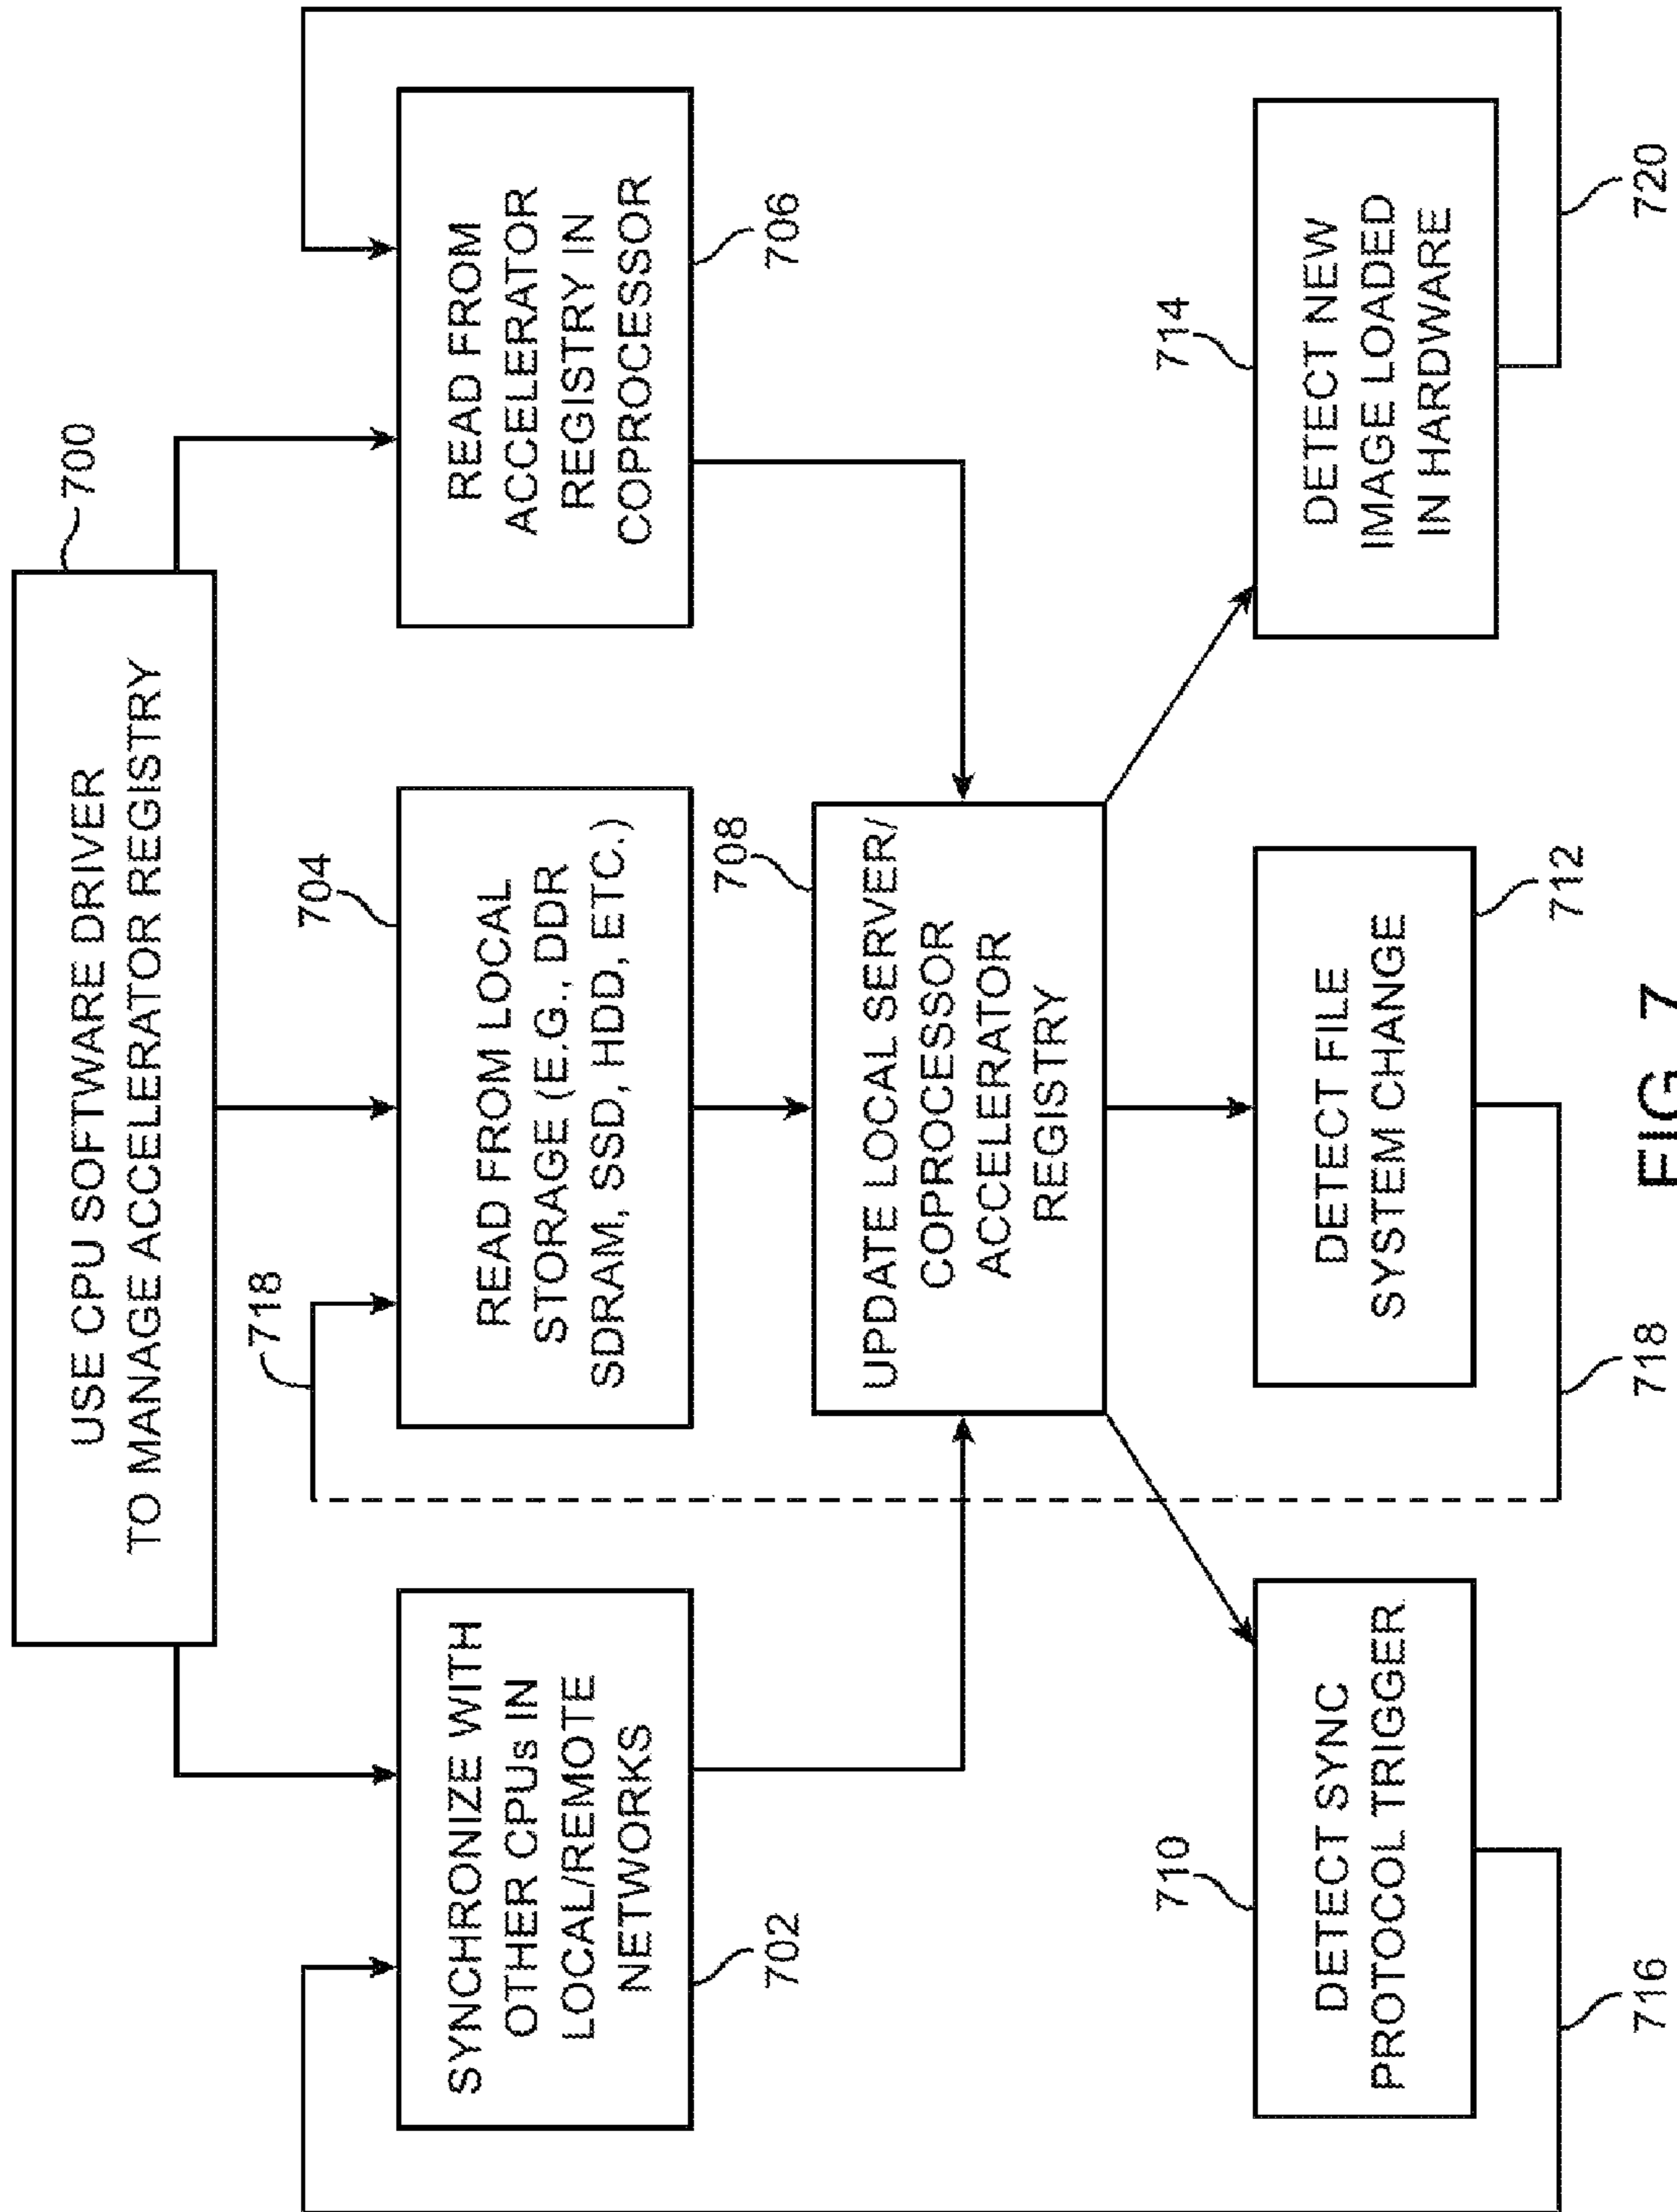 USE CPU SOFTWARE DRIVER
TO MANAGE ACCELERATOR REGISTRY
700
718
704
SYNCHRONIZE WITH
OTHER CPUs IN
LOCAL/REMOTE
NETWORKS
702
READ FROM LOCAL
STORAGE (E.G., DDR
SDRAM, SSD, HDD, ETC.)
READ FROM
ACCELERATOR
REGISTRY IN
COPROCESSOR
706
708
UPDATE LOCAL SERVER/
COPROCESSOR
ACCELERATOR
REGISTRY
710
DETECT SYNC
PROTOCOL TRIGGER
716
DETECT FILE
SYSTEM CHANGE
712
718
714
DETECT NEW
IMAGE LOADED
IN HARDWARE
720
FIG. 7